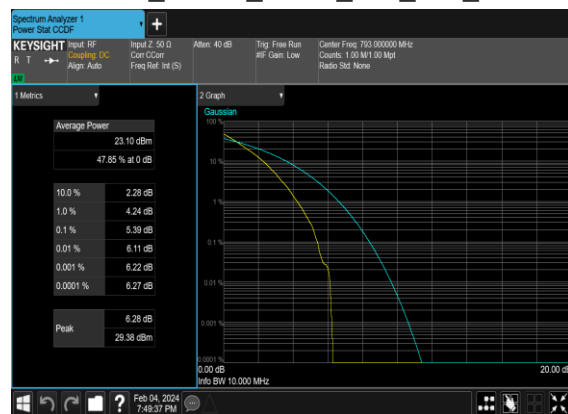 Spectrum Analyzer 1
Power Stat CCDF
KEYSIGHT
R T
Input: RF
Coupling: DC
Align: Auto
Input Z: 50 Ω
Corr CCorr
Freq Ref: Int (S)
Atten: 40 dB
Trig: Free Run
#IF Gain: Low
Center Freq: 793.000000 MHz
Counts: 1.00 M/1.00 Mpt
Radio Std: None
1 Metrics
Average Power
23.10 dBm
47.85 % at 0 dB
10.0 % 2.28 dB
1.0 % 4.24 dB
0.1 % 5.39 dB
0.01 % 6.11 dB
0.001 % 6.22 dB
0.0001 % 6.27 dB
Peak
6.28 dB
29.38 dBm
2 Graph
Gaussian
100 %
10 %
1 %
0.1 %
0.01 %
0.001 %
0.0001 %
0.00 dB 20.00 dB
Info BW 10.000 MHz
? Feb 04, 2024
7:49:37 PM